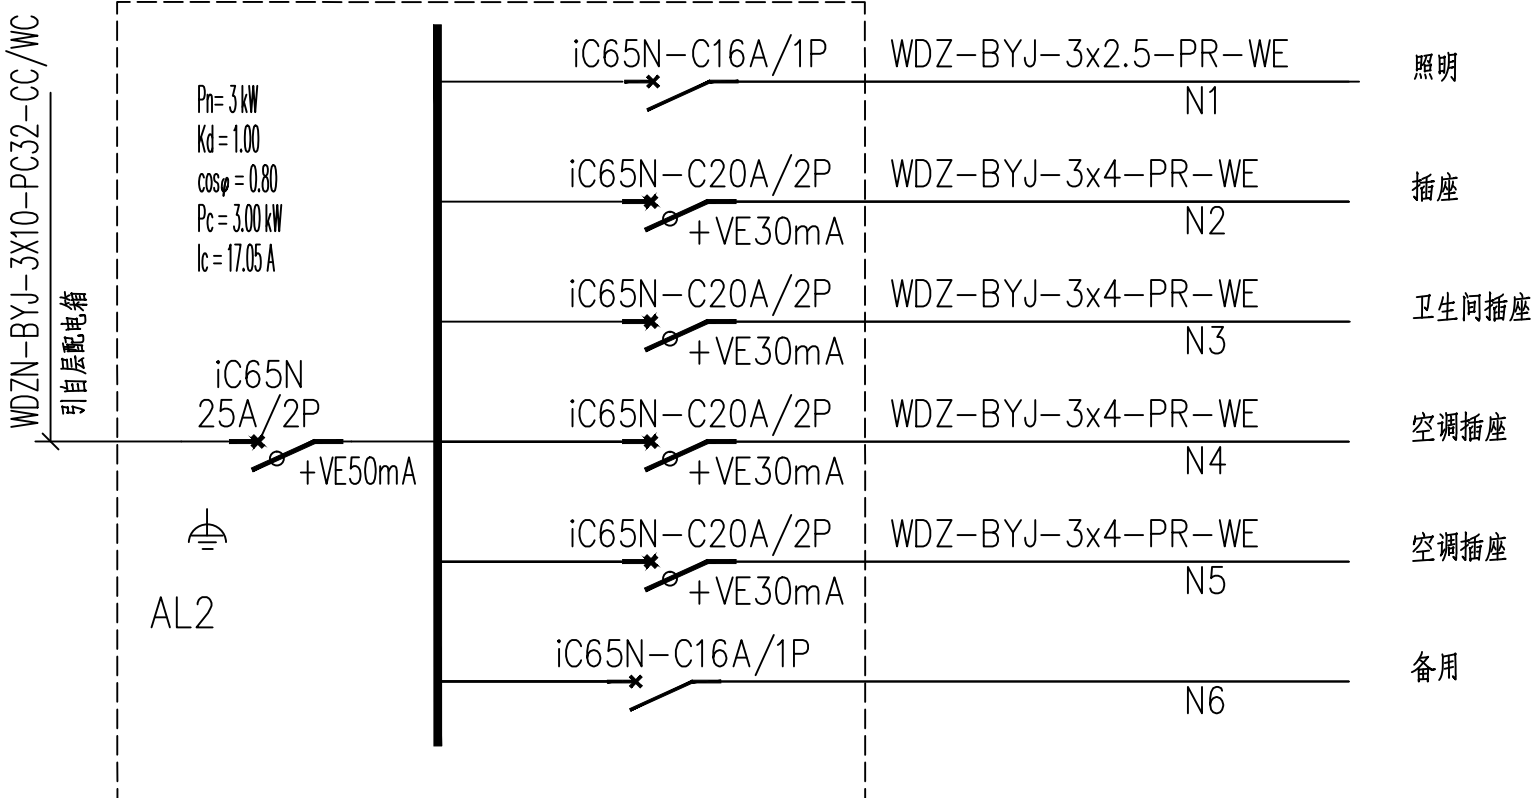 WDZN-BYJ-3X10-PC32-CC/WC
引自层配电箱
Pn= 3 kW
Kd = 1.00
cosφ = 0.80
Pc = 3.00 kW
Ic = 17.05 A
iC65N
25A/2P
+VE50mA
AL2
iC65N-C16A/1P WDZ-BYJ-3x2.5-PR-WE 照明
N1
iC65N-C20A/2P WDZ-BYJ-3x4-PR-WE 插座
+VE30mA N2
iC65N-C20A/2P WDZ-BYJ-3x4-PR-WE 卫生间插座
+VE30mA N3
iC65N-C20A/2P WDZ-BYJ-3x4-PR-WE 空调插座
+VE30mA N4
iC65N-C20A/2P WDZ-BYJ-3x4-PR-WE 空调插座
+VE30mA N5
iC65N-C16A/1P 备用
N6